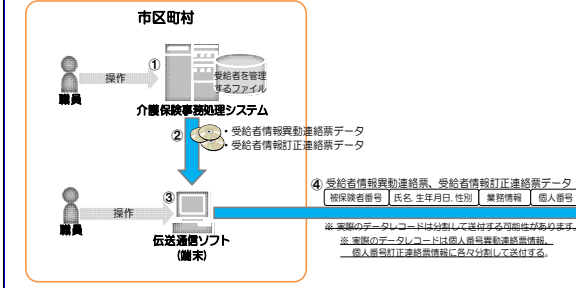 市区町村
①
受給者を管理
するファイル
操作
職員
介護保険事務処理システム
②
・受給者情報異動連絡票データ
・受給者情報訂正連絡票データ
③
④ 受給者情報異動連絡票、受給者情報訂正連絡票データ
被保険者番号 氏名、生年月日、性別 業務情報 個人番号
操作
職員
伝送通信ソフト
(端末)
※ 実際のデータレコードは分割して送付する可能性があります。
※ 実際のデータレコードは個人番号異動連絡票情報、
個人番号訂正連絡票情報に各々分割して送付する。